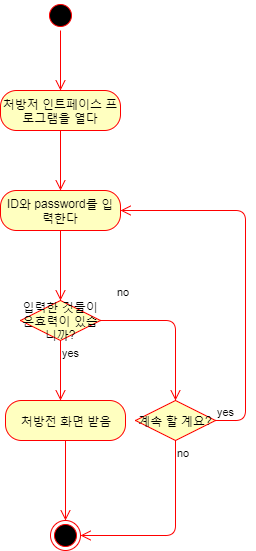 처방저 인트페이스 프
로그램을 열다
ID와 password를 입
력한다
입력한 것들이
운효력이 있습
니까?
no
yes
처방전 화면 받음
계속 할 계요?
yes
no